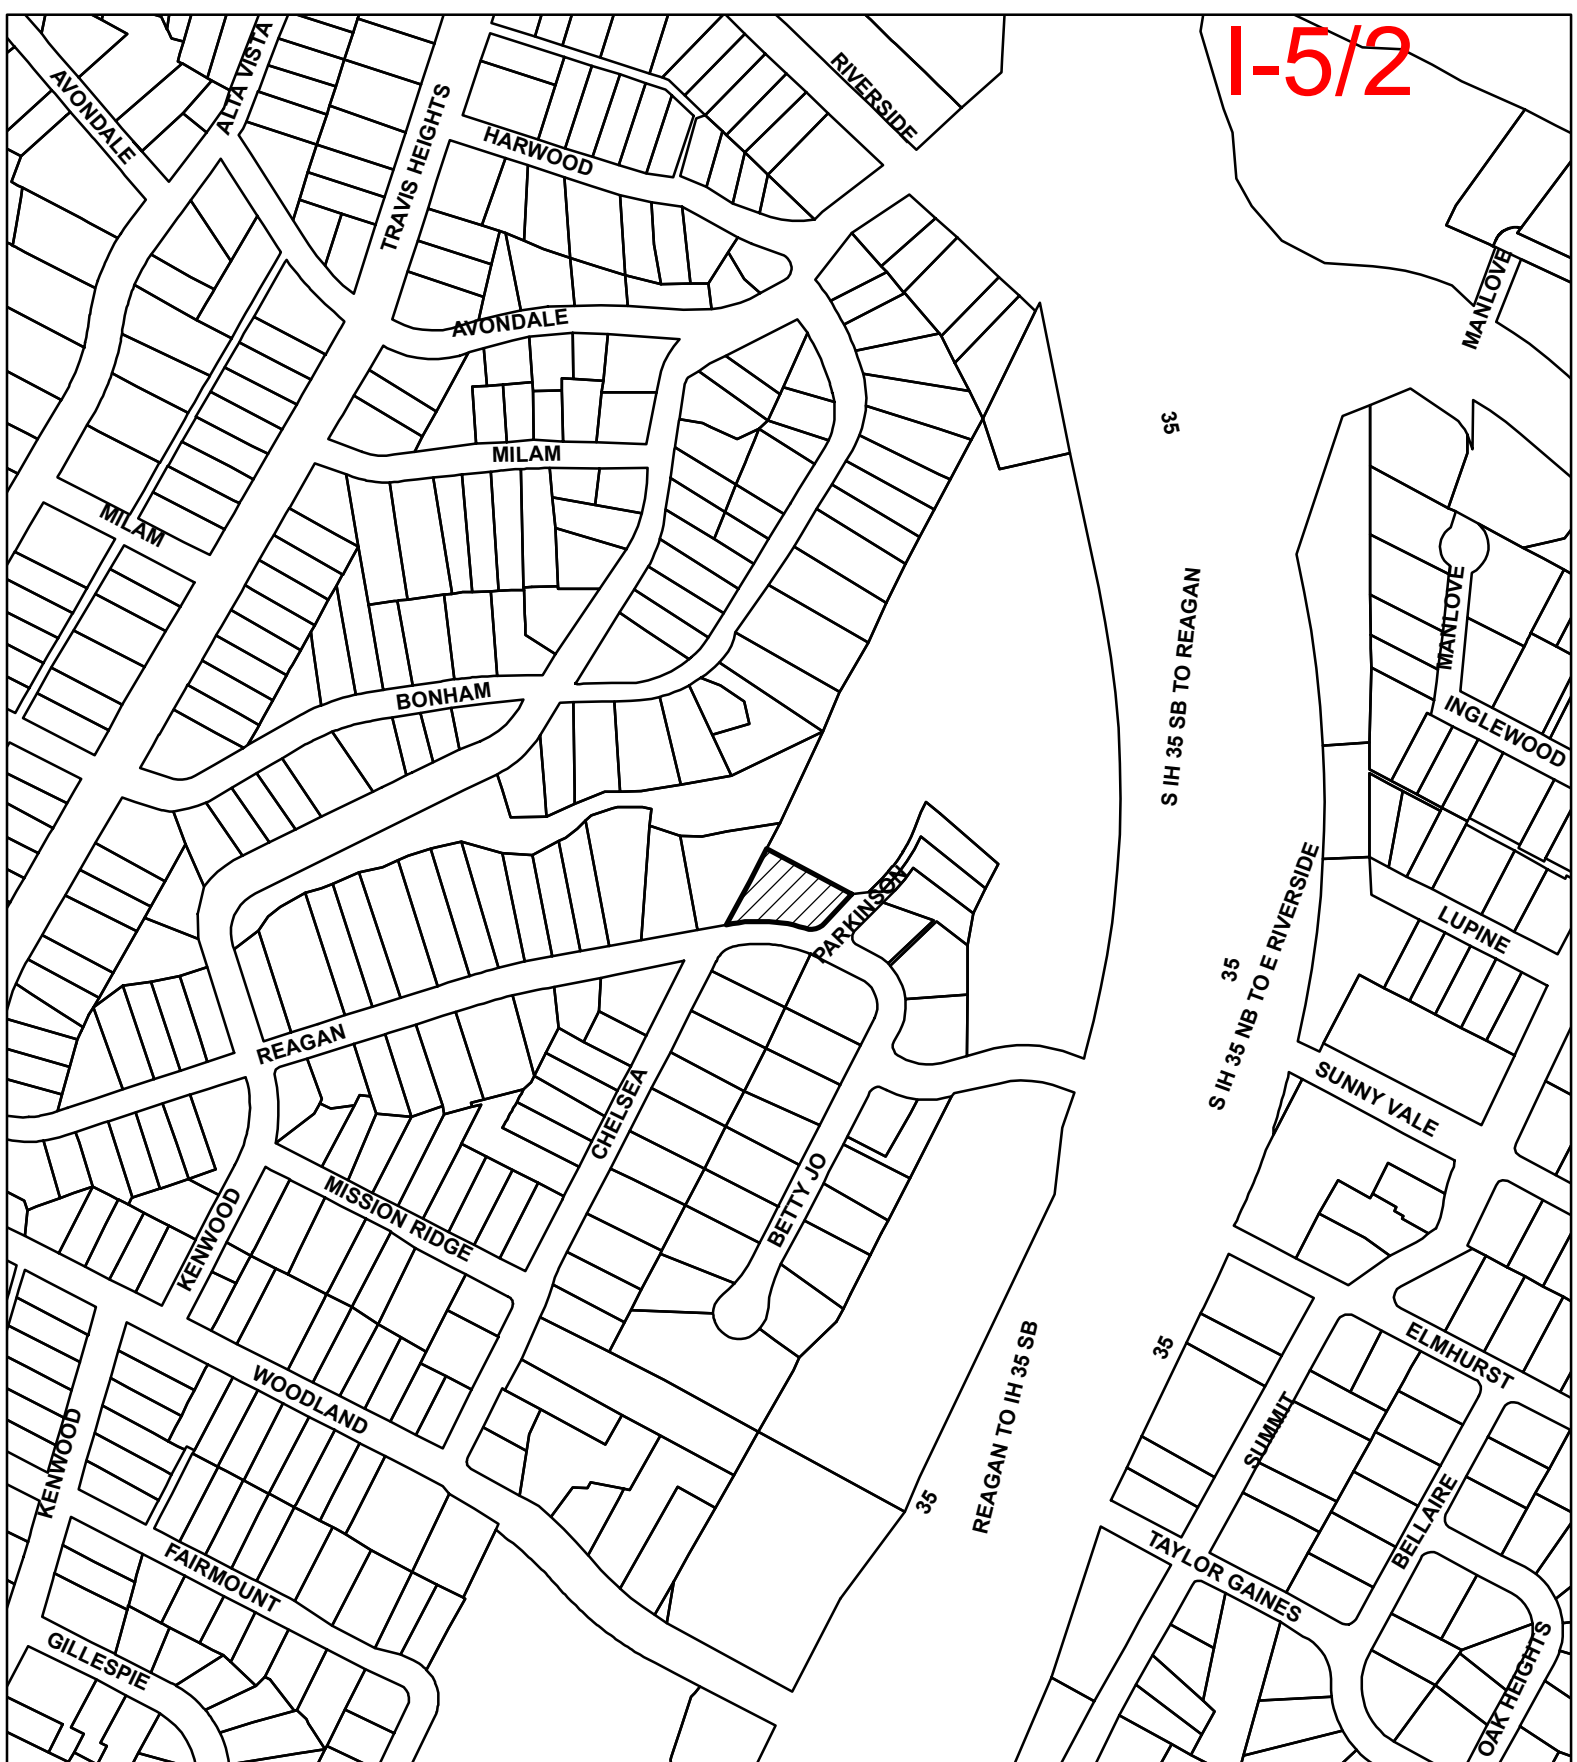 I-5/2
ALTA VISTA
AVONDALE
RIVERSIDE
TRAVIS HEIGHTS
HARWOOD
MANLOVE
AVONDALE
35
MILAM
MILAM
MANLOVE
S IH 35 SB TO REAGAN
BONHAM
INGLEWOOD
PARKINSON
LUPINE
35
S IH 35 NB TO E RIVERSIDE
REAGAN
CHELSEA
SUNNY VALE
BETTY JO
MISSION RIDGE
KENWOOD
35
ELMHURST
REAGAN TO IH 35 SB
WOODLAND
SUMMIT
KENWOOD
35
BELLAIRE
TAYLOR GAINES
FAIRMOUNT
GILLESPIE
OAK HEIGHTS